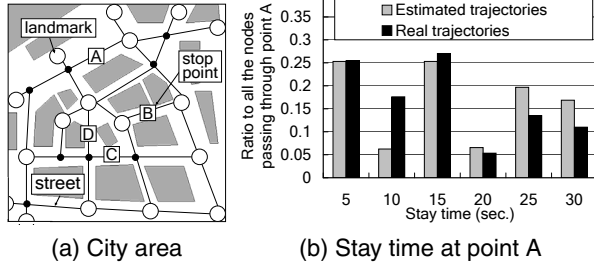 landmark
A
stop
point
B
D
C
street
(a) City area
Ratio to all the nodes
passing through point A
0.35
0.3
0.25
0.2
0.15
0.1
0.05
0
Estimated trajectories
Real trajectories
5 10 15 20 25 30
Stay time (sec.)
(b) Stay time at point A